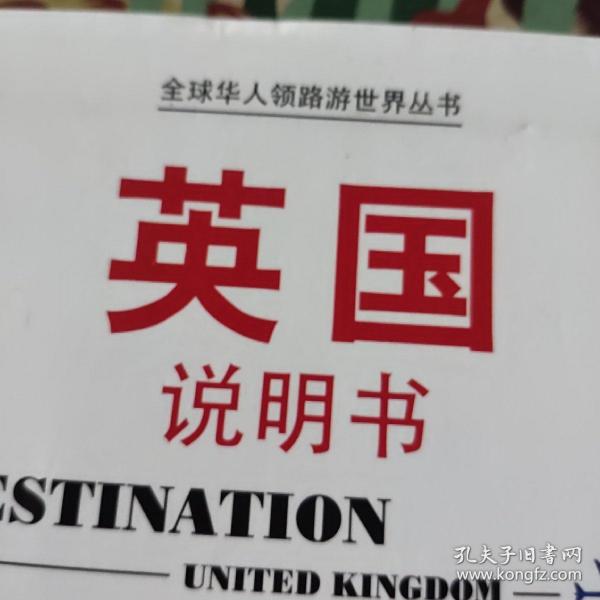 全球华人领路游世界丛书
英国
说明书
ESTINATION
UNITED KINGDOM
孔夫子旧书网
www.kongfz.com